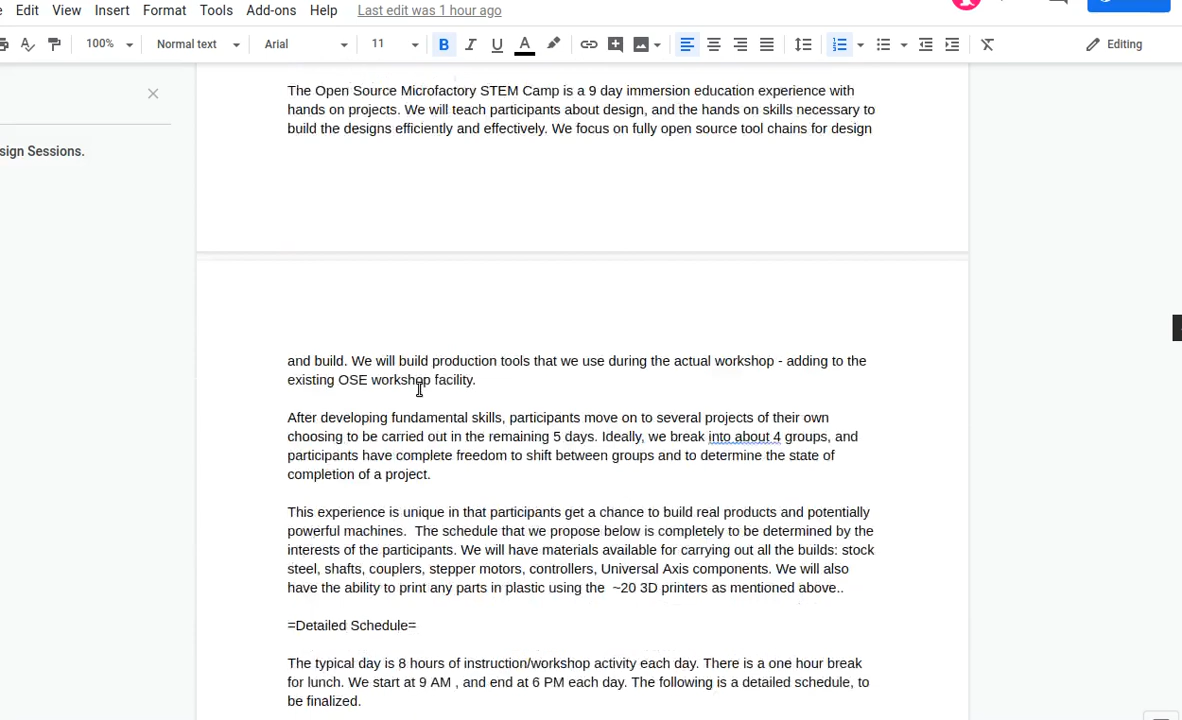 Edit View Insert Format Tools Add-ons Help Last edit was 1 hour ago
100% Normal text Arial 11 B I U A Editing
The Open Source Microfactory STEM Camp is a 9 day immersion education experience with
hands on projects. We will teach participants about design, and the hands on skills necessary to
build the designs efficiently and effectively. We focus on fully open source tool chains for design
sign Sessions.
and build. We will build production tools that we use during the actual workshop - adding to the
existing OSE workshop facility.
After developing fundamental skills, participants move on to several projects of their own
choosing to be carried out in the remaining 5 days. Ideally, we break into about 4 groups, and
participants have complete freedom to shift between groups and to determine the state of
completion of a project.
This experience is unique in that participants get a chance to build real products and potentially
powerful machines.  The schedule that we propose below is completely to be determined by the
interests of the participants. We will have materials available for carrying out all the builds: stock
steel, shafts, couplers, stepper motors, controllers, Universal Axis components. We will also
have the ability to print any parts in plastic using the  ~20 3D printers as mentioned above..
=Detailed Schedule=
The typical day is 8 hours of instruction/workshop activity each day. There is a one hour break
for lunch. We start at 9 AM , and end at 6 PM each day. The following is a detailed schedule, to
be finalized.